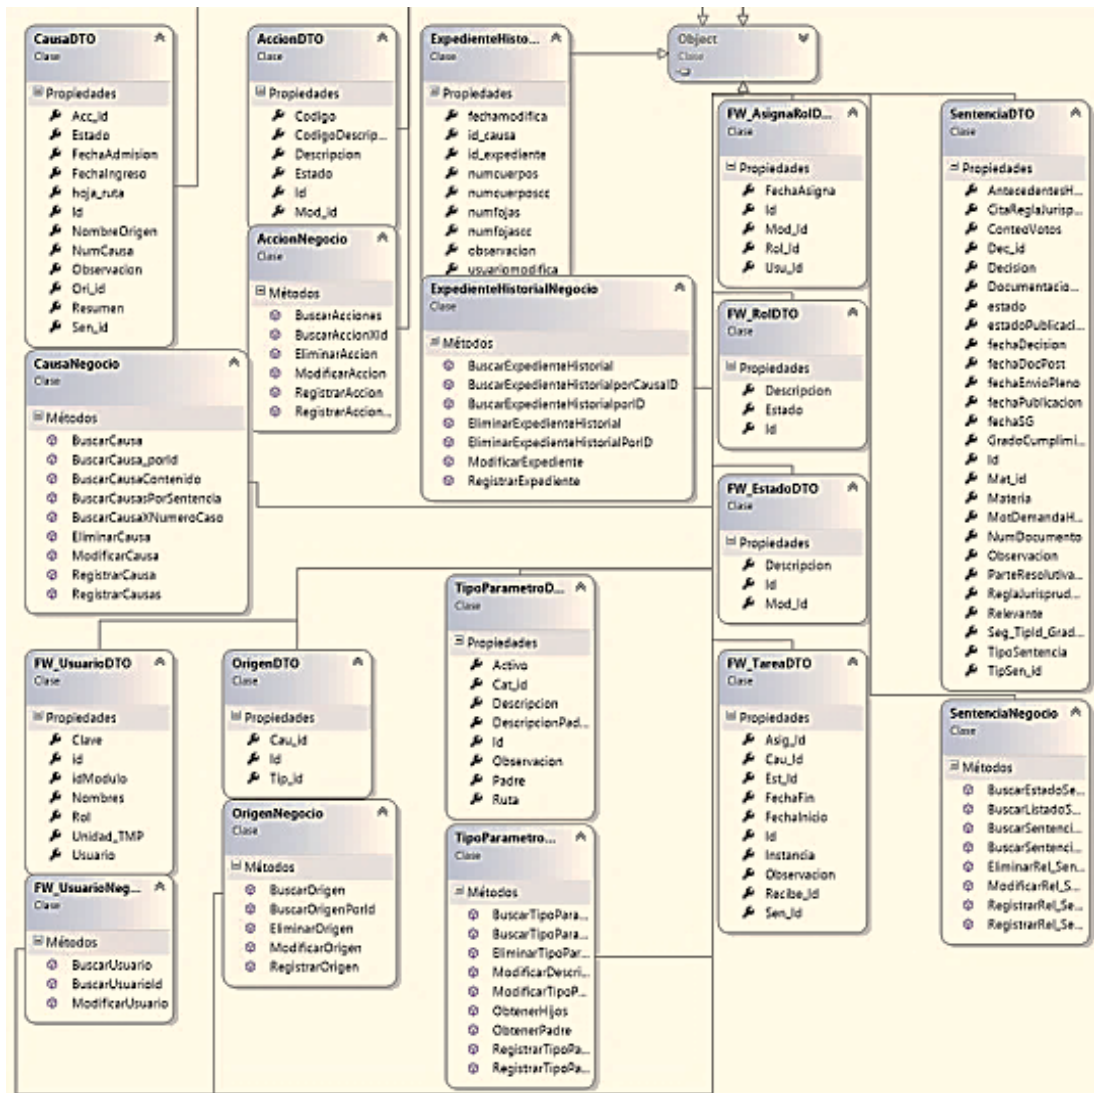 CausaDTO
Clase
Propiedades
Acc_Id
Estado
FechaAdmision
FechaIngreso
hoja_ruta
Id
NombreOrigen
NumCausa
Observacion
Ori_id
Resumen
Sen_id
CausaNegocio
Clase
Métodos
BuscarCausa
BuscarCausa_porId
BuscarCausaContenido
BuscarCausasPorSentencia
BuscarCausaXNumeroCaso
EliminarCausa
ModificarCausa
RegistrarCausa
RegistrarCausas
AccionDTO
Clase
Propiedades
Codigo
CodigoDescrip...
Descripcion
Estado
Id
Mod_Id
AccionNegocio
Clase
Métodos
BuscarAcciones
BuscarAccionXId
EliminarAccion
ModificarAccion
RegistrarAccion
RegistrarAccion...
ExpedienteHisto...
Clase
Propiedades
fechamodifica
id_causa
id_expediente
numcuerpos
numcuerposcc
numfojas
numfojascc
observacion
usuariomodifica
ExpedienteHistorialNegocio
Clase
Métodos
BuscarExpedienteHistorial
BuscarExpedienteHistorialporCausaID
BuscarExpedienteHistorialporID
EliminarExpedienteHistorial
EliminarExpedienteHistorialPorID
ModificarExpediente
RegistrarExpediente
Object
Clase
FW_AsignaRolD...
Clase
Propiedades
FechaAsigna
Id
Mod_Id
Rol_Id
Usu_Id
FW_RolDTO
Clase
Propiedades
Descripcion
Estado
Id
FW_EstadoDTO
Clase
Propiedades
Descripcion
Id
Mod_Id
FW_TareaDTO
Clase
Propiedades
Asig_Id
Cau_Id
Est_Id
FechaFin
FechaInicio
Id
Instancia
Observacion
Recibe_Id
Sen_Id
SentenciaDTO
Clase
Propiedades
AntecedentesH...
CitaReglaJurisp...
ConteoVotos
Dec_id
Decision
Documentacio...
estado
estadoPublicaci...
fechaDecision
fechaDocPost
fechaEnvioPleno
fechaPublicacion
fechaSG
GradoCumplimi...
Id
Mat_id
Materia
MotDemandaH...
NumDocumento
Observacion
ParteResolutiva...
ReglaJurisprud...
Relevante
Seg_TipId_Grad...
TipoSentencia
TipSen_id
SentenciaNegocio
Clase
Métodos
BuscarEstadoSe...
BuscarListadoS...
BuscarSentenci...
BuscarSentenci...
EliminarRel_Sen...
ModificarRel_S...
RegistrarRel_Se...
RegistrarRel_Se...
FW_UsuarioDTO
Clase
Propiedades
Clave
id
idModulo
Nombres
Rol
Unidad_TMP
Usuario
FW_UsuarioNeg...
Clase
Métodos
BuscarUsuario
BuscarUsuarioId
ModificarUsuario
OrigenDTO
Clase
Propiedades
Cau_id
Id
Tip_id
OrigenNegocio
Clase
Métodos
BuscarOrigen
BuscarOrigenPorId
EliminarOrigen
ModificarOrigen
RegistrarOrigen
TipoParametroD...
Clase
Propiedades
Activo
Cat_id
Descripcion
DescripcionPad...
Id
Observacion
Padre
Ruta
TipoParametro...
Clase
Métodos
BuscarTipoPara...
BuscarTipoPara...
EliminarTipoPar...
ModificarDescri...
ModificarTipoP...
ObtenerHijos
ObtenerPadre
RegistrarTipoPa...
RegistrarTipoPa...